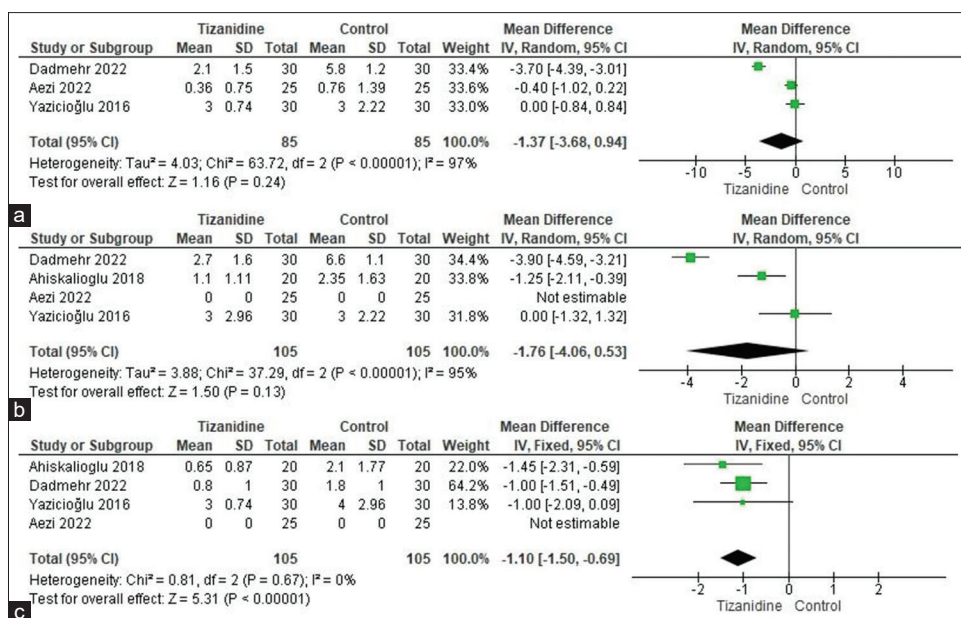 Tizanidine Control Mean Difference Mean Difference
Study or Subgroup Mean SD Total Mean SD Total Weight IV, Random, 95% CI IV, Random, 95% CI
Dadmehr 2022 2.1 1.5 30 5.8 1.2 30 33.4% -3.70 [-4.39, -3.01]
Aezi 2022 0.36 0.75 25 0.76 1.39 25 33.6% -0.40 [-1.02, 0.22]
Yazicioğlu 2016 3 0.74 30 3 2.22 30 33.0% 0.00 [-0.84, 0.84]
Total (95% CI) 85 85 100.0% -1.37 [-3.68, 0.94]
Heterogeneity: Tau² = 4.03; Chi² = 63.72, df = 2 (P < 0.00001); I² = 97%
Test for overall effect: Z = 1.16 (P = 0.24)
-10 -5 0 5 10
Tizanidine Control
a
Tizanidine Control Mean Difference Mean Difference
Study or Subgroup Mean SD Total Mean SD Total Weight IV, Random, 95% CI IV, Random, 95% CI
Dadmehr 2022 2.7 1.6 30 6.6 1.1 30 34.4% -3.90 [-4.59, -3.21]
Ahiskalioglu 2018 1.1 1.11 20 2.35 1.63 20 33.8% -1.25 [-2.11, -0.39]
Aezi 2022 0 0 25 0 0 25 Not estimable
Yazicioğlu 2016 3 2.96 30 3 2.22 30 31.8% 0.00 [-1.32, 1.32]
Total (95% CI) 105 105 100.0% -1.76 [-4.06, 0.53]
Heterogeneity: Tau² = 3.88; Chi² = 37.29, df = 2 (P < 0.00001); I² = 95%
Test for overall effect: Z = 1.50 (P = 0.13)
-4 -2 0 2 4
Tizanidine Control
b
Tizanidine Control Mean Difference Mean Difference
Study or Subgroup Mean SD Total Mean SD Total Weight IV, Fixed, 95% CI IV, Fixed, 95% CI
Ahiskalioglu 2018 0.65 0.87 20 2.1 1.77 20 22.0% -1.45 [-2.31, -0.59]
Dadmehr 2022 0.8 1 30 1.8 1 30 64.2% -1.00 [-1.51, -0.49]
Yazicioğlu 2016 3 0.74 30 4 2.96 30 13.8% -1.00 [-2.09, 0.09]
Aezi 2022 0 0 25 0 0 25 Not estimable
Total (95% CI) 105 105 100.0% -1.10 [-1.50, -0.69]
Heterogeneity: Chi² = 0.81, df = 2 (P = 0.67); I² = 0%
Test for overall effect: Z = 5.31 (P < 0.00001)
-2 -1 0 1 2
Tizanidine Control
c